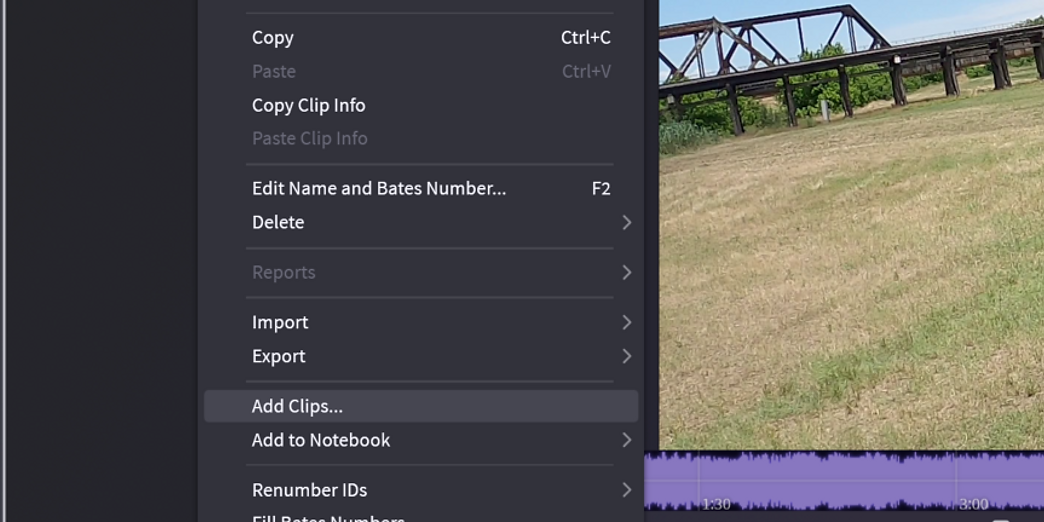 Copy Ctrl+C
Paste Ctrl+V
Copy Clip Info
Paste Clip Info
Edit Name and Bates Number... F2
Delete
Reports
Import
Export
Add Clips...
Add to Notebook
Renumber IDs
Fill Bates Numbers
1:30 3:00